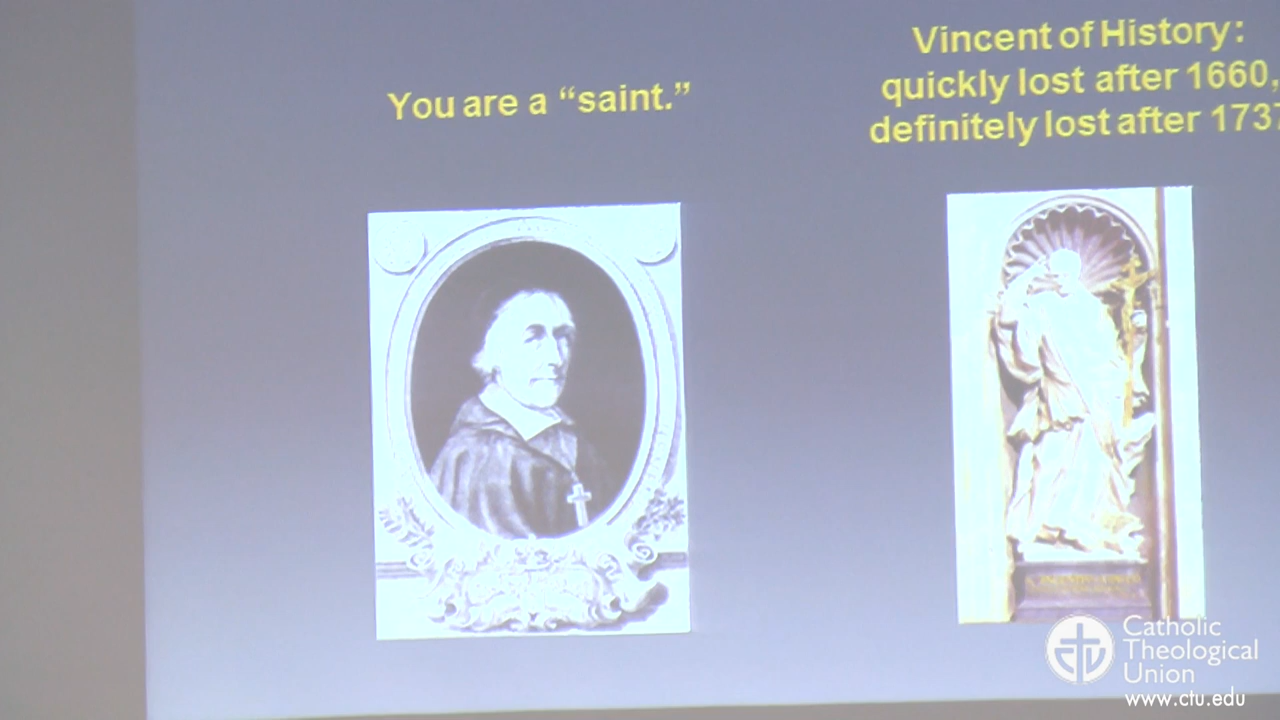 You are a “saint.”
Vincent of History:
quickly lost after 1660,
definitely lost after 1737
Catholic
Theological
Union
www.ctu.edu